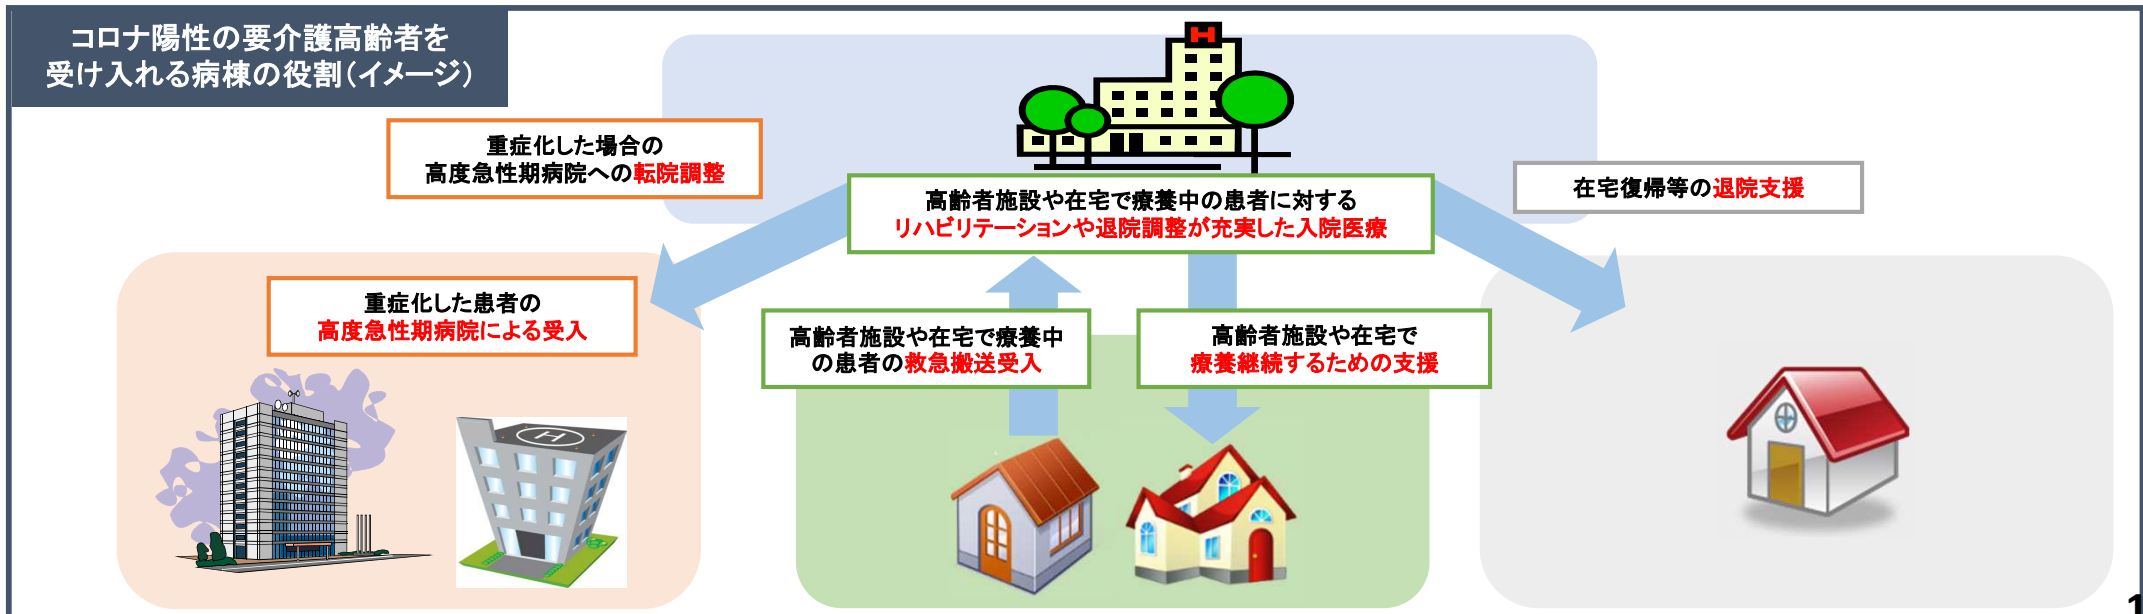 コロナ陽性の要介護高齢者を
受け入れる病棟の役割（イメージ）
H
重症化した場合の
高度急性期病院への転院調整
高齢者施設や在宅で療養中の患者に対する
リハビリテーションや退院調整が充実した入院医療
在宅復帰等の退院支援
重症化した患者の
高度急性期病院による受入
高齢者施設や在宅で療養中
の患者の救急搬送受入
高齢者施設や在宅で
療養継続するための支援
H
1